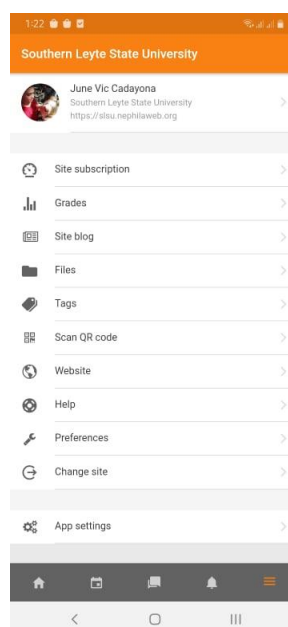 1:22
Southern Leyte State University
June Vic Cadayona
Southern Leyte State University
https://slsu.nephilaweb.org
Site subscription
Grades
Site blog
Files
Tags
Scan QR code
Website
Help
Preferences
Change site
App settings